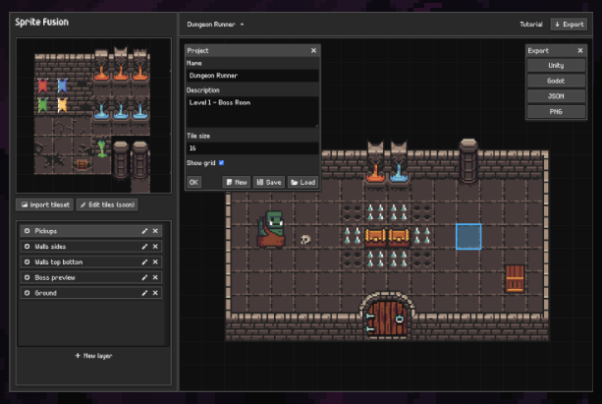 Sprite Fusion
Dungeon Runner
Tutorial
Export
Project
Name
Dungeon Runner
Description
Level 1 - Boss Room
Tile size
16
Show grid
OK
New
Save
Load
Export
Unity
Godot
JSON
PNG
Import tileset
Edit tiles (soon)
Pickups
Walls sides
Walls top bottom
Boss preview
Ground
+ New layer